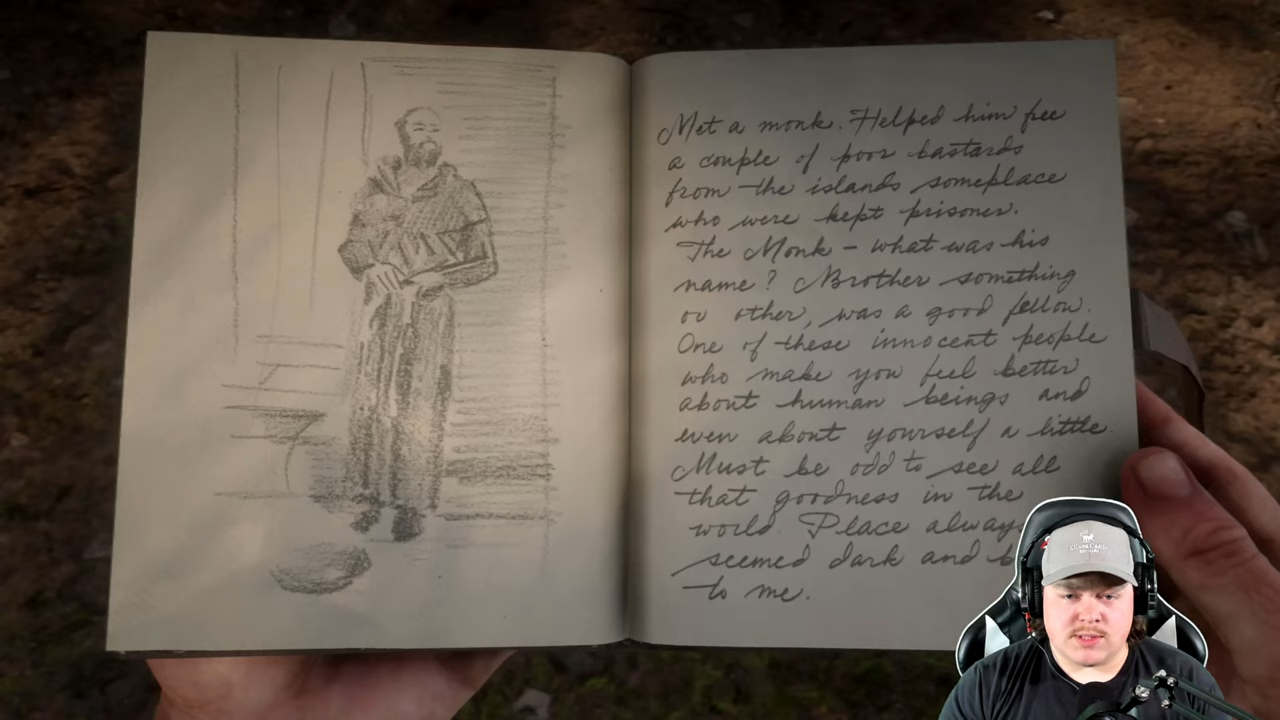 Met a monk. Helped him free
a couple of poor bastards
from the islands someplace
who were kept prisoner.
The Monk – what was his
name? Brother something
or other, was a good fellow.
One of these innocent people
who make you feel better
about human beings and
even about yourself a little.
Must be odd to see all
that goodness in the
world. Place always
seemed dark and
to me.